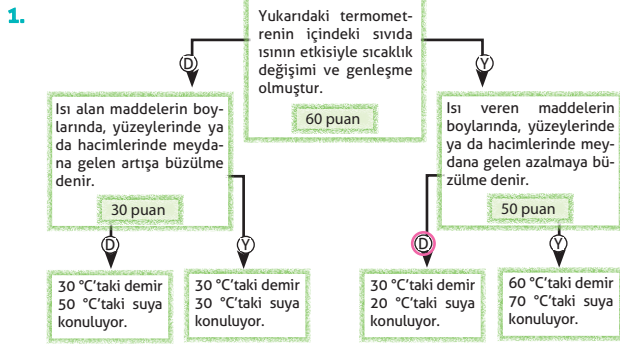 1.
Yukarıdaki termomet-
renin içindeki sıvıda
ısının etkisiyle sıcaklık
değişimi ve genleşme
olmuştur.
60 puan
D
Y
Isı alan maddelerin boy-
larında, yüzeylerinde ya
da hacimlerinde meyda-
na gelen artışa büzülme
denir.
30 puan
Isı veren maddelerin
boylarında, yüzeylerinde
ya da hacimlerinde mey-
dana gelen azalmaya bü-
zülme denir.
50 puan
D
Y
D
Y
30 °C'taki demir
50 °C'taki suya
konuluyor.
30 °C'taki demir
30 °C'taki suya
konuluyor.
30 °C'taki demir
20 °C'taki suya
konuluyor.
60 °C'taki demir
70 °C'taki suya
konuluyor.